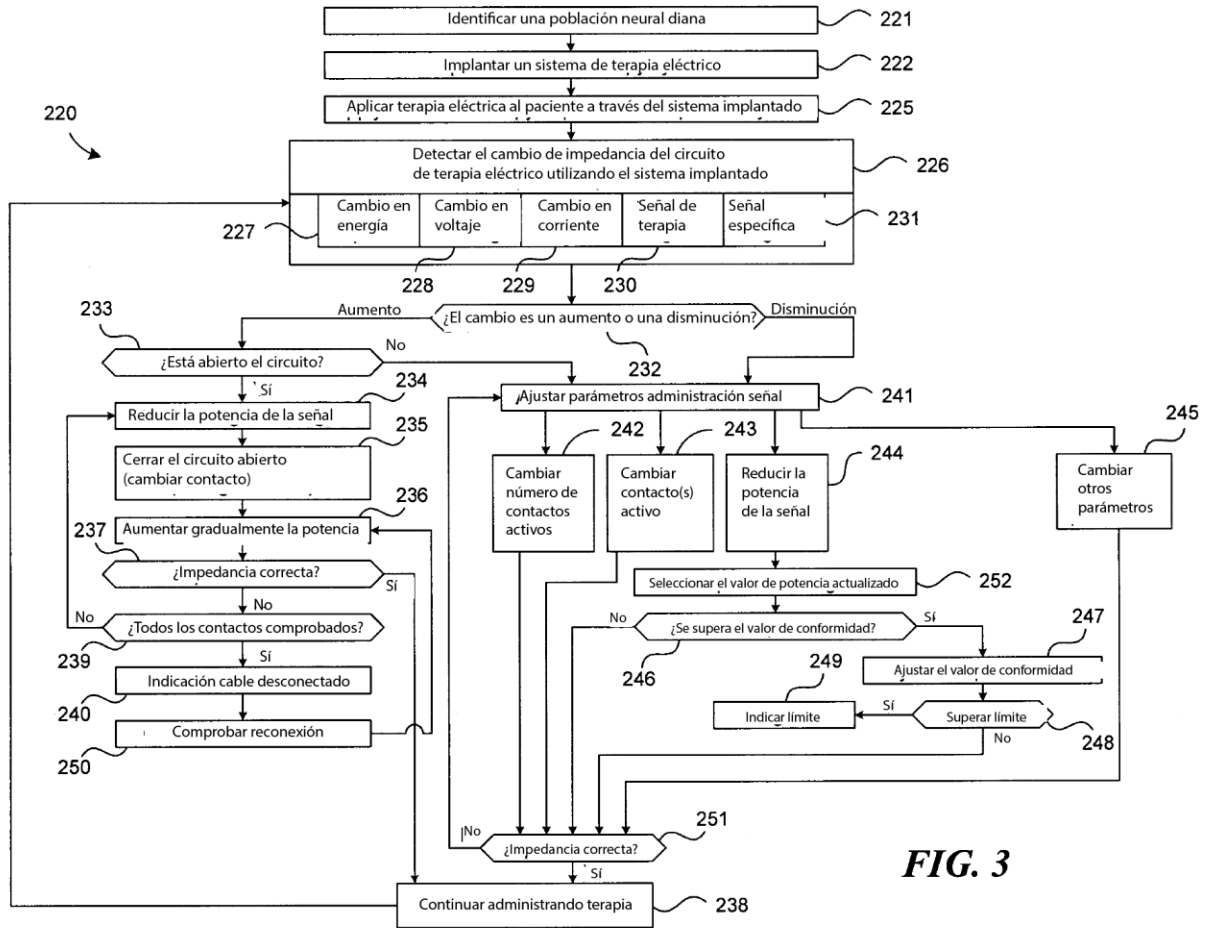 Identificar una población neural diana
221
Implantar un sistema de terapia eléctrico
222
Aplicar terapia eléctrica al paciente a través del sistema implantado
225
220
Detectar el cambio de impedancia del circuito
de terapia eléctrico utilizando el sistema implantado
226
227
Cambio en
energía
Cambio en
voltaje
Cambio en
corriente
Señal de
terapia
Señal
específica
231
228
229
230
Aumento
¿El cambio es un aumento o una disminución?
Disminución
232
233
¿Está abierto el circuito?
No
Sí
234
Reducir la potencia de la señal
235
Cerrar el circuito abierto
(cambiar contacto)
236
Aumentar gradualmente la potencia
237
¿Impedancia correcta?
Sí
No
No
¿Todos los contactos comprobados?
239
Sí
Indicación cable desconectado
240
Comprobar reconexión
250
Ajustar parámetros administración señal
241
242
243
244
245
Cambiar
número de
contactos
activos
Cambiar
contacto(s)
activo
Reducir la
potencia
de la señal
Cambiar
otros
parámetros
Seleccionar el valor de potencia actualizado
252
No
¿Se supera el valor de conformidad?
Sí
246
247
Ajustar el valor de conformidad
249
Indicar límite
Sí
Superar límite
248
No
251
No
¿Impedancia correcta?
Sí
Continuar administrando terapia
238
FIG. 3